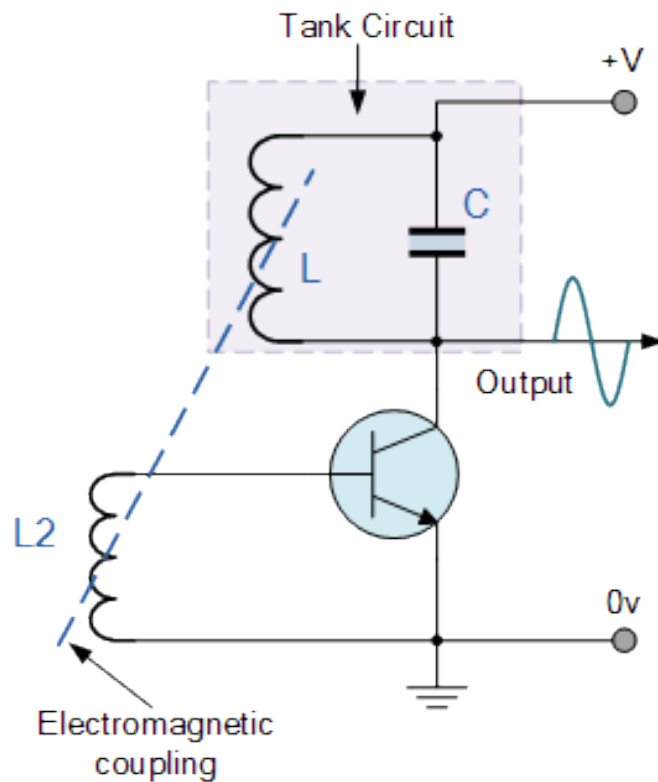 Tank Circuit
+V
C
L
Output
L2
0v
Electromagnetic
coupling